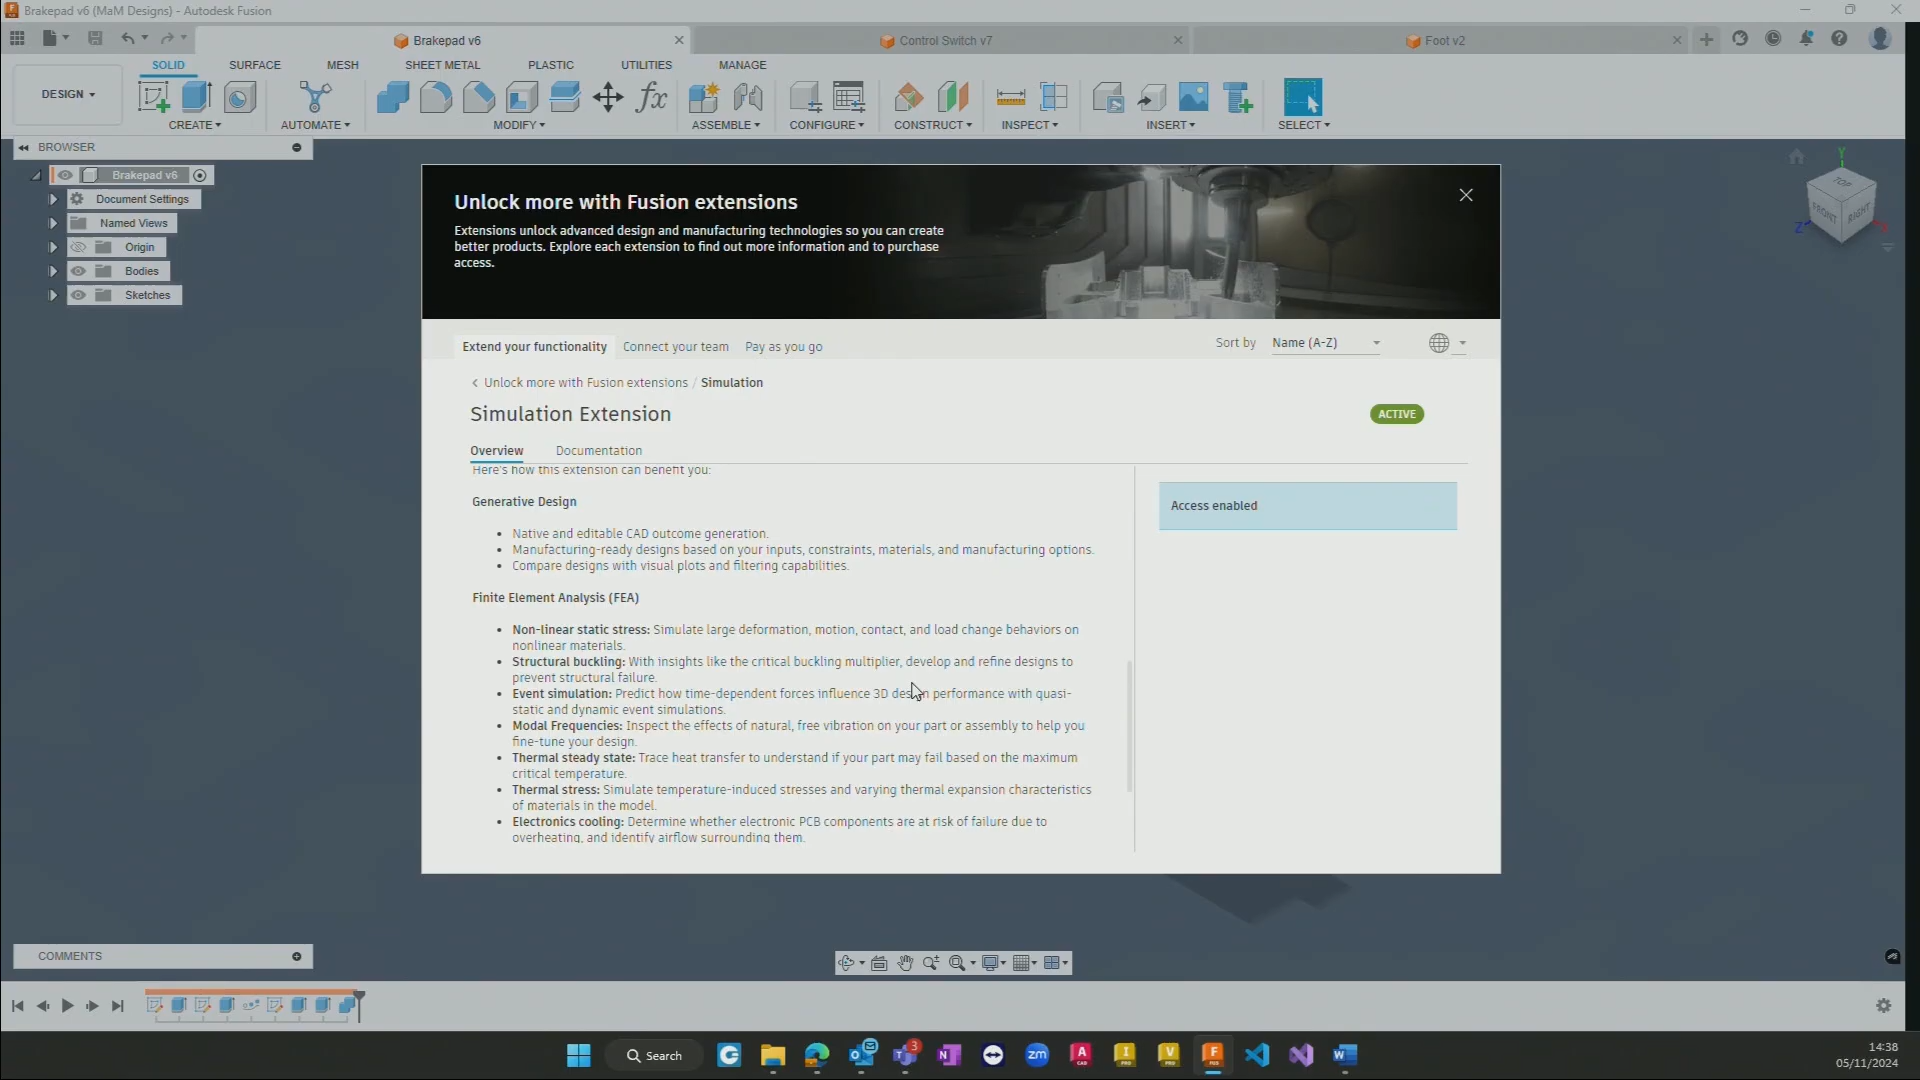 Brakepad v6 (MaM Designs) - Autodesk Fusion
Brakepad v6
Control Switch v7
Foot v2
SOLID
SURFACE
MESH
SHEET METAL
PLASTIC
UTILITIES
MANAGE
DESIGN
CREATE
AUTOMATE
MODIFY
ASSEMBLE
CONFIGURE
CONSTRUCT
INSPECT
INSERT
SELECT
BROWSER
Brakepad v6
Document Settings
Named Views
Origin
Bodies
Sketches
Y
TOP
FRONT
RIGHT
Z
Unlock more with Fusion extensions
Extensions unlock advanced design and manufacturing technologies so you can create
better products. Explore each extension to find out more information and to purchase
access.
Extend your functionality
Connect your team
Pay as you go
Sort by
Name (A-Z)
< Unlock more with Fusion extensions / Simulation
Simulation Extension
ACTIVE
Overview
Documentation
Here's how this extension can benefit you:
Generative Design
• Native and editable CAD outcome generation.
• Manufacturing-ready designs based on your inputs, constraints, materials, and manufacturing options.
• Compare designs with visual plots and filtering capabilities.
Finite Element Analysis (FEA)
• Non-linear static stress: Simulate large deformation, motion, contact, and load change behaviors on
nonlinear materials.
• Structural buckling: With insights like the critical buckling multiplier, develop and refine designs to
prevent structural failure.
• Event simulation: Predict how time-dependent forces influence 3D design performance with quasi-
static and dynamic event simulations.
• Modal Frequencies: Inspect the effects of natural, free vibration on your part or assembly to help you
fine-tune your design.
• Thermal steady state: Trace heat transfer to understand if your part may fail based on the maximum
critical temperature.
• Thermal stress: Simulate temperature-induced stresses and varying thermal expansion characteristics
of materials in the model.
• Electronics cooling: Determine whether electronic PCB components are at risk of failure due to
overheating, and identify airflow surrounding them.
Access enabled
COMMENTS
Search
3
zm
14:38
05/11/2024